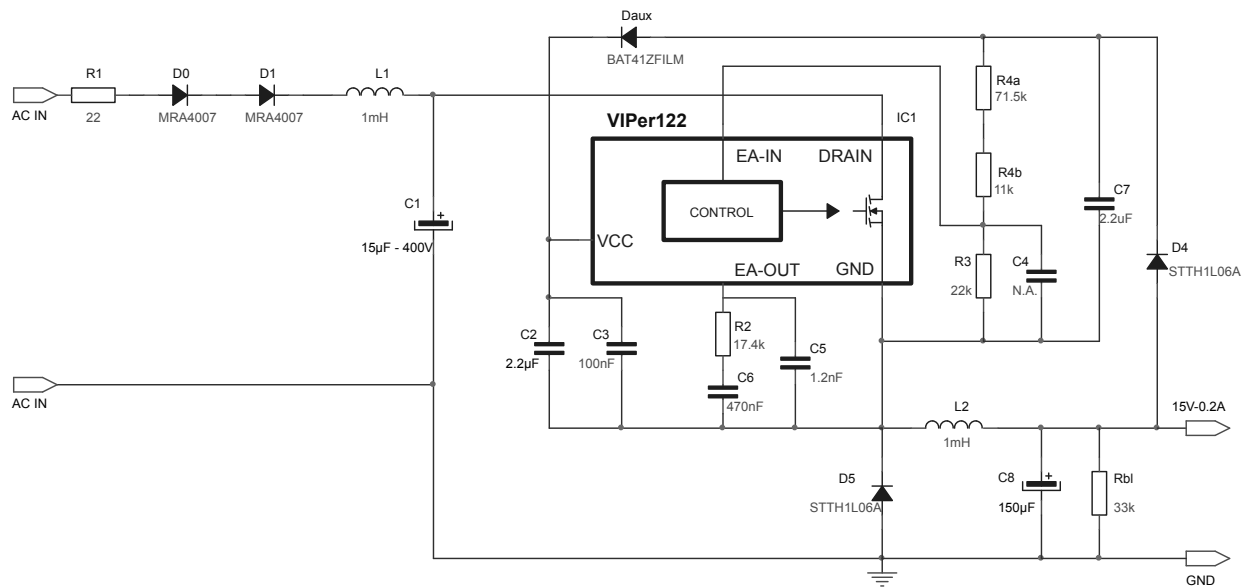 Daux
BAT41ZFILM
R1
D0
D1
L1
R4a
71.5k
AC IN
22
MRA4007
MRA4007
1mH
VIPer122
IC1
EA-IN
DRAIN
R4b
11k
C7
2.2uF
C1
+
15µF - 400V
CONTROL
VCC
D4
STTH1L06A
EA-OUT
GND
R3
22k
C4
N.A.
C2
2.2µF
C3
100nF
R2
17.4k
C5
1.2nF
C6
470nF
AC IN
L2
1mH
15V-0.2A
D5
STTH1L06A
C8
+
150µF
Rbl
33k
GND